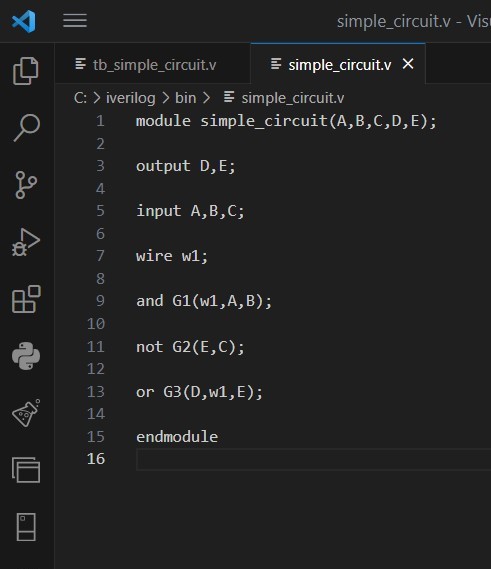 simple_circuit.v - Visu
tb_simple_circuit.v simple_circuit.v
C: > iverilog > bin > simple_circuit.v
1 module simple_circuit(A,B,C,D,E);
2
3 output D,E;
4
5 input A,B,C;
6
7 wire w1;
8
9 and G1(w1,A,B);
10
11 not G2(E,C);
12
13 or G3(D,w1,E);
14
15 endmodule
16